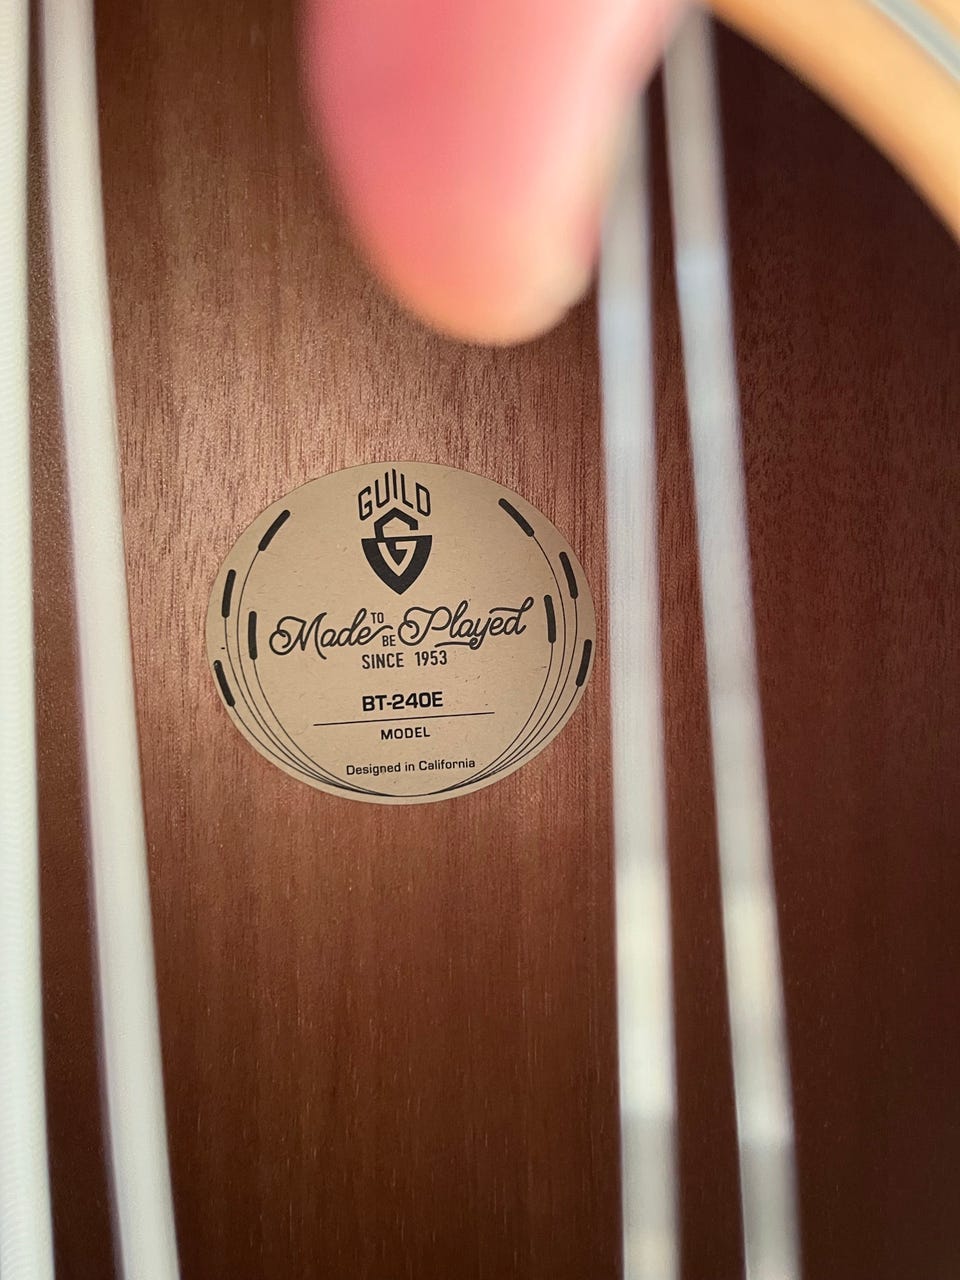 GUILD
G
Made TO BE Played
SINCE 1953
BT-240E
MODEL
Designed in California